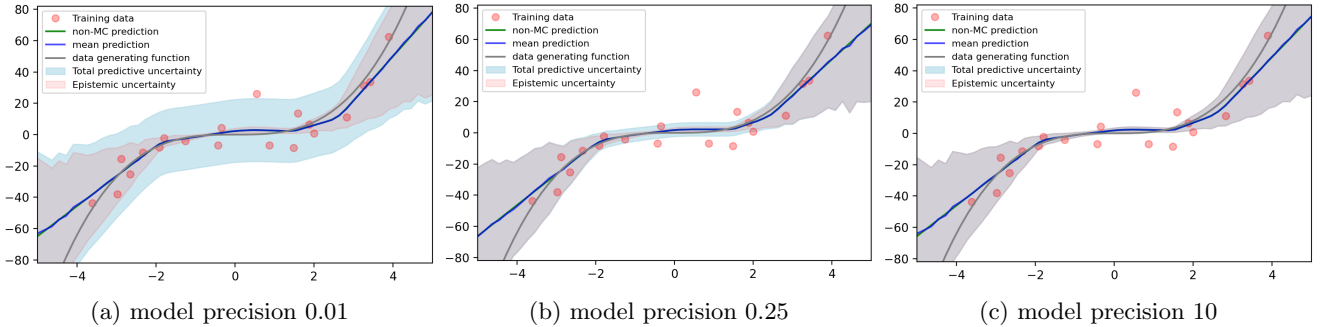 80
60
40
20
0
−20
−40
−60
−80
−4
−2
0
2
4
Training data
non-MC prediction
mean prediction
data generating function
Total predictive uncertainty
Epistemic uncertainty
(a) model precision 0.01
80
60
40
20
0
−20
−40
−60
−80
−4
−2
0
2
4
Training data
non-MC prediction
mean prediction
data generating function
Total predictive uncertainty
Epistemic uncertainty
(b) model precision 0.25
80
60
40
20
0
−20
−40
−60
−80
−4
−2
0
2
4
Training data
non-MC prediction
mean prediction
data generating function
Total predictive uncertainty
Epistemic uncertainty
(c) model precision 10